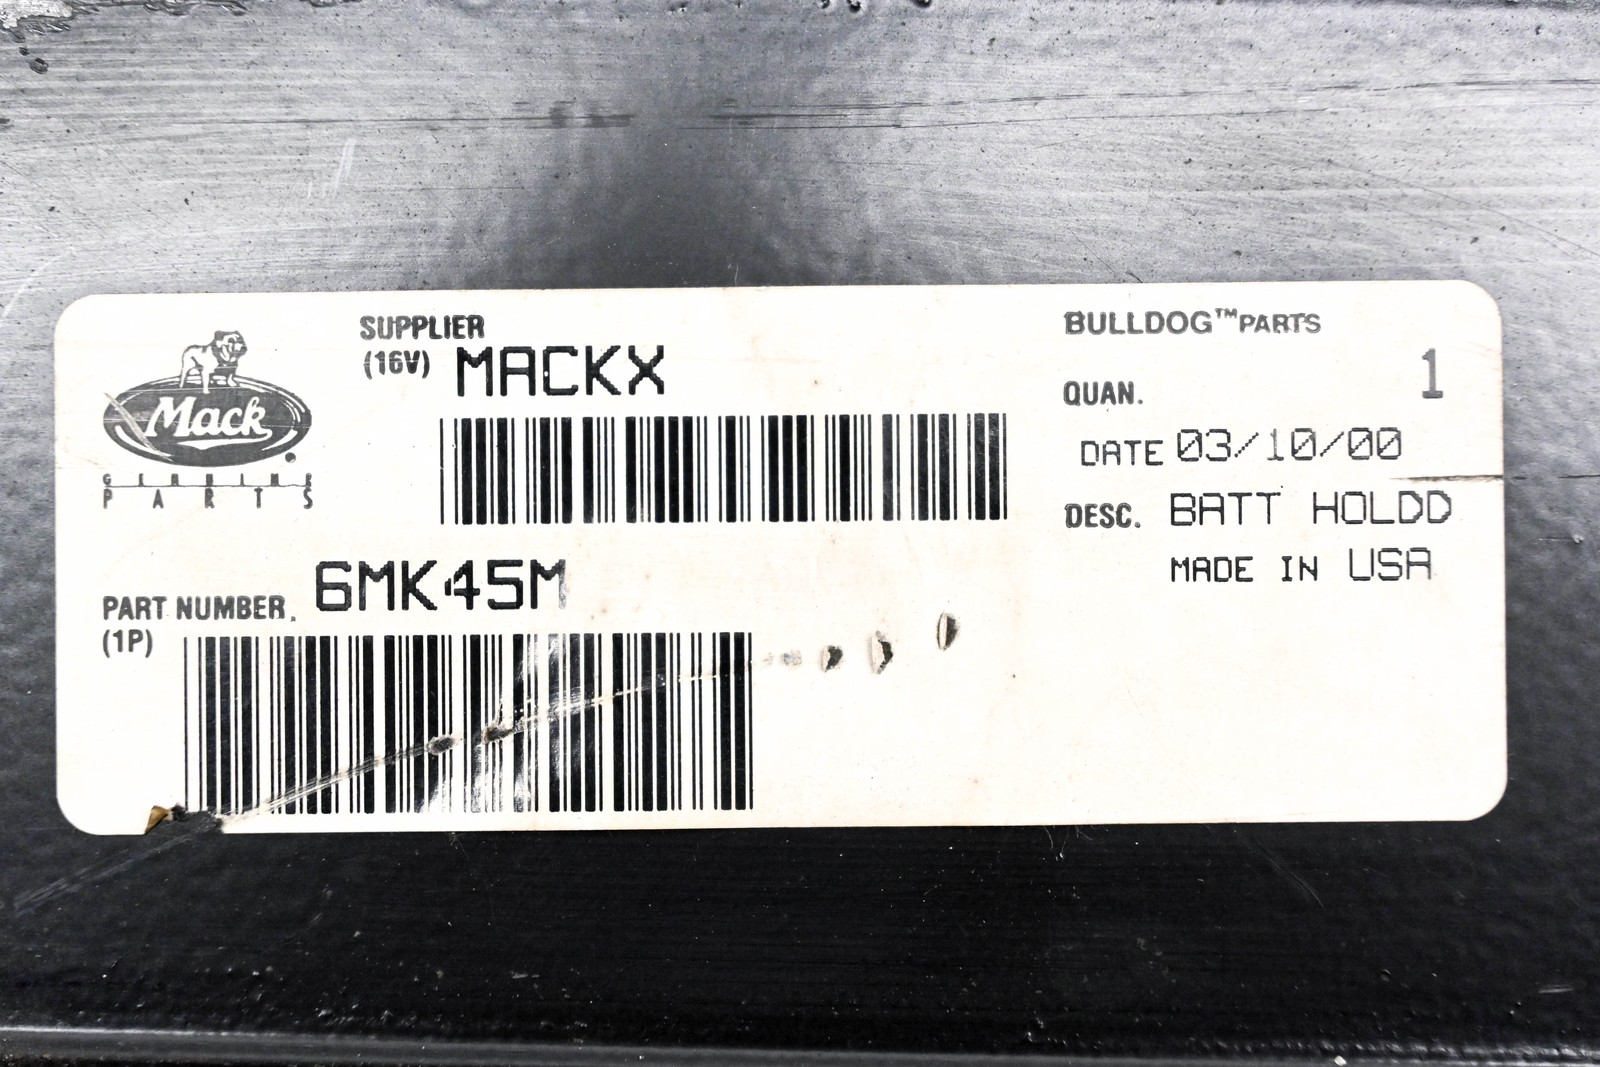 Mack
GENUINE
PARTS
SUPPLIER
(16V) MACKX
PART NUMBER. 6MK45M
(1P)
BULLDOG™PARTS
QUAN. 1
DATE 03/10/00
DESC. BATT HOLDD
MADE IN USA